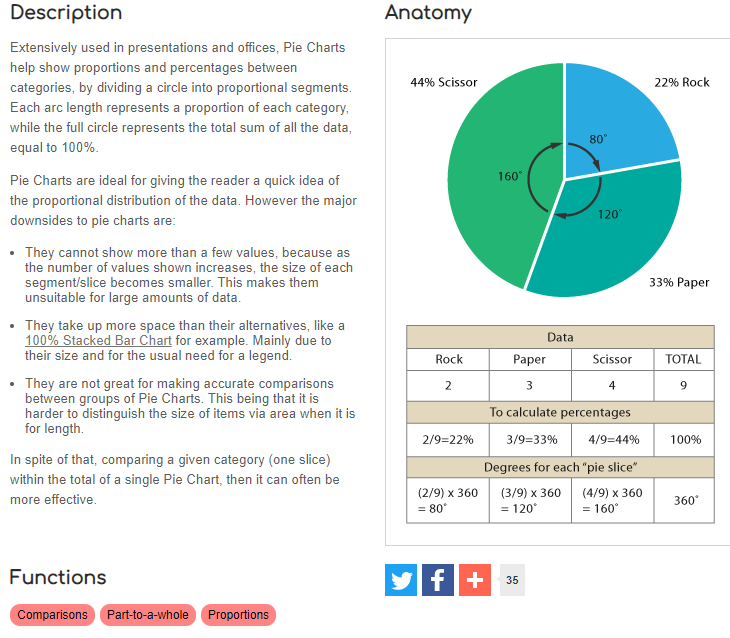 Description
Extensively used in presentations and offices, Pie Charts
help show proportions and percentages between
categories, by dividing a circle into proportional segments.
Each arc length represents a proportion of each category,
while the full circle represents the total sum of all the data,
equal to 100%.
Pie Charts are ideal for giving the reader a quick idea of
the proportional distribution of the data. However the major
downsides to pie charts are:
• They cannot show more than a few values, because as
the number of values shown increases, the size of each
segment/slice becomes smaller. This makes them
unsuitable for large amounts of data.
• They take up more space than their alternatives, like a
100% Stacked Bar Chart for example. Mainly due to
their size and for the usual need for a legend.
• They are not great for making accurate comparisons
between groups of Pie Charts. This being that it is
harder to distinguish the size of items via area when it is
for length.
In spite of that, comparing a given category (one slice)
within the total of a single Pie Chart, then it can often be
more effective.
Functions
Comparisons Part-to-a-whole Proportions
Anatomy
44% Scissor 22% Rock
80°
160°
120°
33% Paper
Data
Rock Paper Scissor TOTAL
2 3 4 9
To calculate percentages
2/9=22% 3/9=33% 4/9=44% 100%
Degrees for each “pie slice”
(2/9) x 360 (3/9) x 360 (4/9) x 360 360°
= 80° = 120° = 160°
f + 35